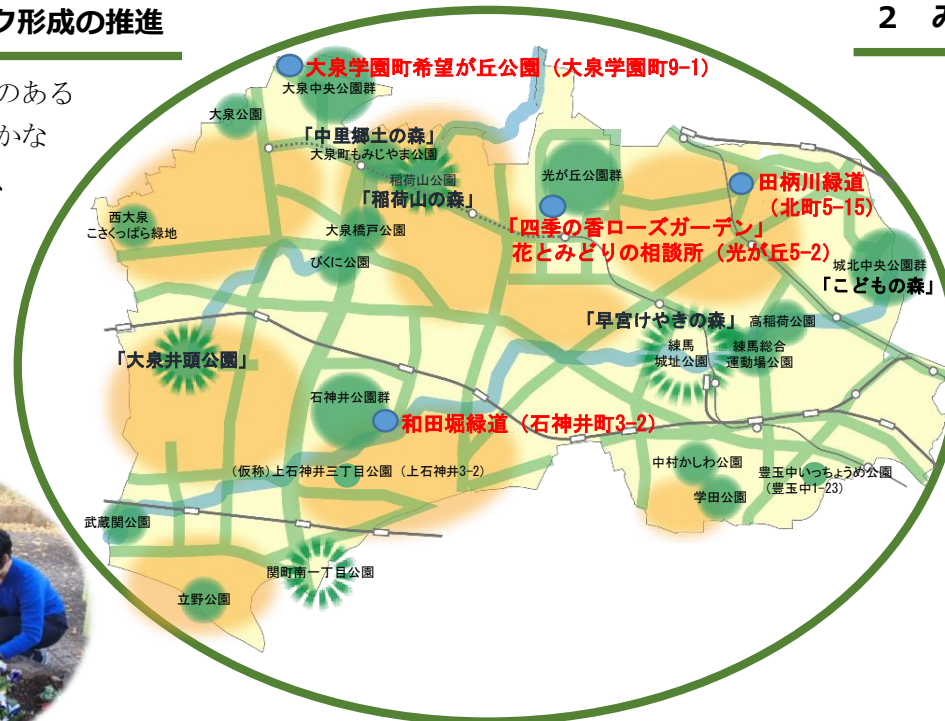 ク形成の推進
2 み
のある
かな
、
大泉学園町希望が丘公園（大泉学園町9-1）
大泉中央公園群
大泉公園
「中里郷土の森」
大泉町もみじやま公園
稲荷山公園
「稲荷山の森」
光が丘公園群
田柄川緑道
（北町5-15）
西大泉
こさくっぱら緑地
大泉橋戸公園
「四季の香ローズガーデン」
花とみどりの相談所（光が丘5-2）
びくに公園
城北中央公園群
「こどもの森」
「早宮けやきの森」
高稲荷公園
「大泉井頭公園」
練馬
城址公園
練馬総合
運動場公園
石神井公園群
和田堀緑道（石神井町3-2）
（仮称）上石神井三丁目公園（上石神井3-2）
中村かしわ公園
豊玉中いっちょうめ公園
（豊玉中1-23）
学田公園
武蔵関公園
関町南一丁目公園
立野公園